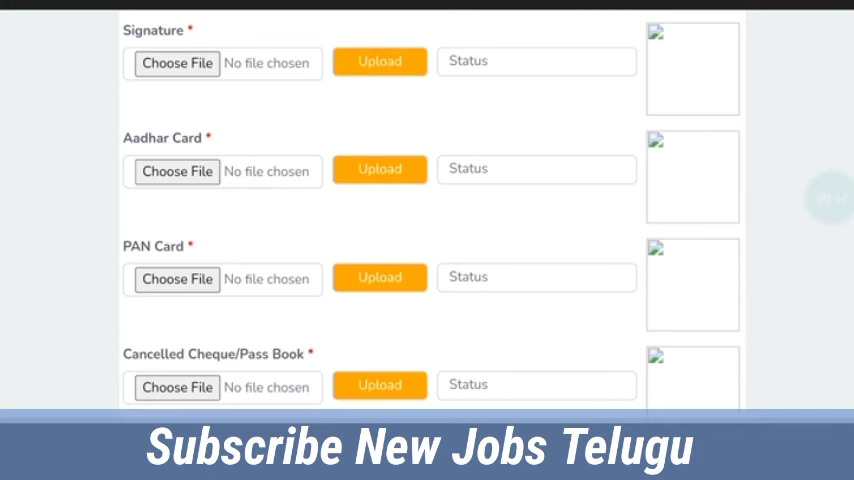 Signature *
Choose File No file chosen Upload Status
Aadhar Card *
Choose File No file chosen Upload Status
PAN Card *
Choose File No file chosen Upload Status
Cancelled Cheque/Pass Book *
Choose File No file chosen Upload Status
Subscribe New Jobs Telugu